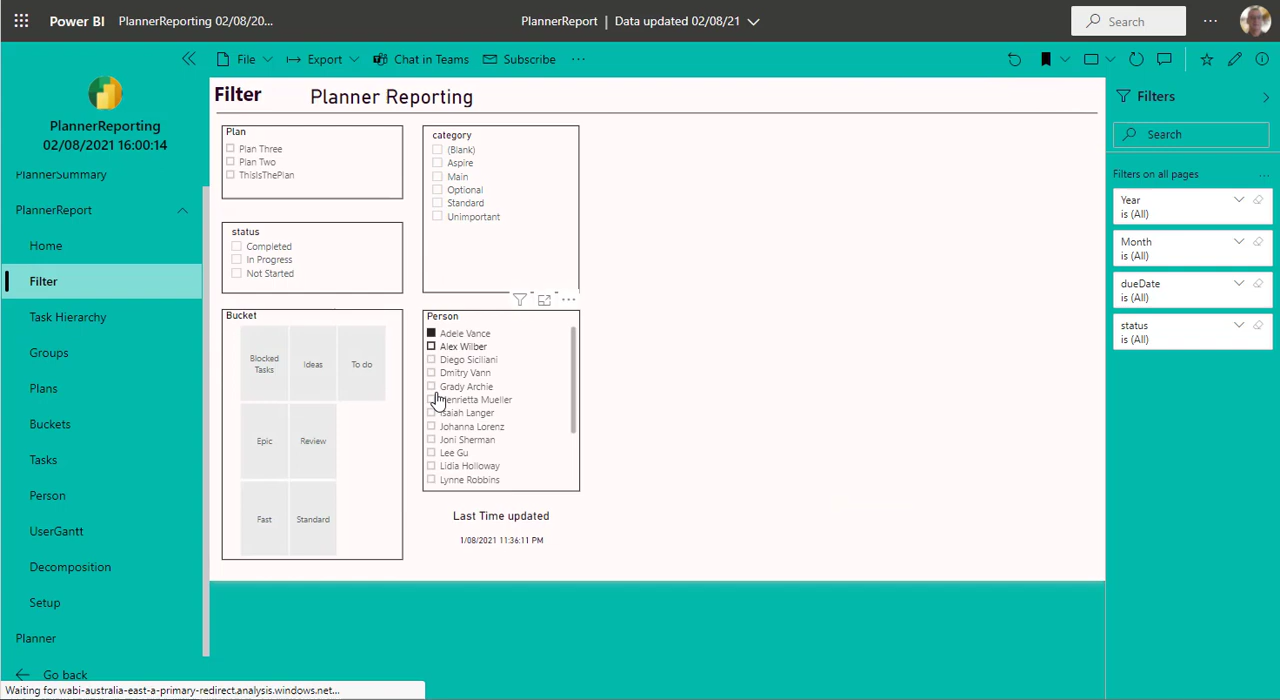 Power BI PlannerReporting 02/08/20... PlannerReport | Data updated 02/08/21 Search ...
File Export Chat in Teams Subscribe ...
PlannerReporting
02/08/2021 16:00:14
PlannerSummary
PlannerReport
Home
Filter
Task Hierarchy
Groups
Plans
Buckets
Tasks
Person
UserGantt
Decomposition
Setup
Planner
Go back
Waiting for wabi-australia-east-a-primary-redirect.analysis.windows.net...
Filter Planner Reporting
Plan
Plan Three
Plan Two
ThisIsThePlan
category
(Blank)
Aspire
Main
Optional
Standard
Unimportant
status
Completed
In Progress
Not Started
Bucket
Blocked
Tasks
Ideas
To do
Epic
Review
Fast
Standard
Person
Adele Vance
Alex Wilber
Diego Siciliani
Dmitry Vann
Grady Archie
Henrietta Mueller
Isaiah Langer
Johanna Lorenz
Joni Sherman
Lee Gu
Lidia Holloway
Lynne Robbins
Last Time updated
1/08/2021 11:36:11 PM
Filters
Search
Filters on all pages ...
Year
is (All)
Month
is (All)
dueDate
is (All)
status
is (All)